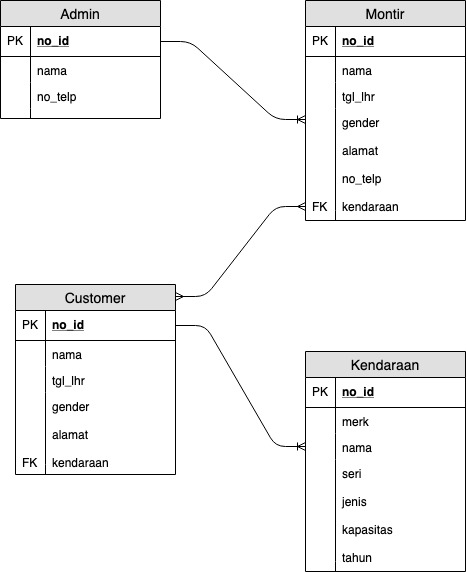 Admin
PK no_id
nama
no_telp
Montir
PK no_id
nama
tgl_lhr
gender
alamat
no_telp
FK kendaraan
Customer
PK no_id
nama
tgl_lhr
gender
alamat
FK kendaraan
Kendaraan
PK no_id
merk
nama
seri
jenis
kapasitas
tahun